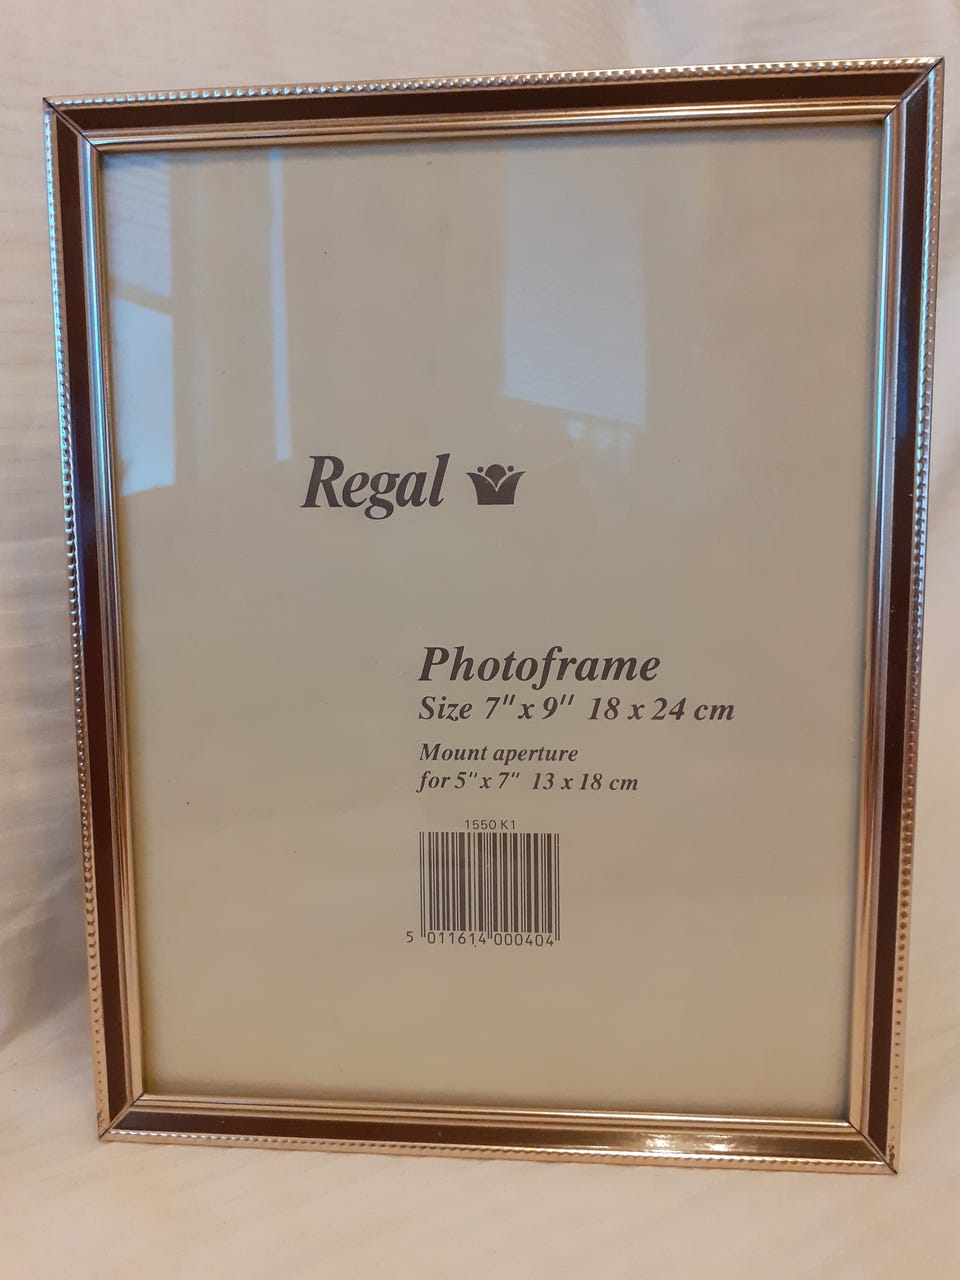 Regal
Photoframe
Size 7" x 9" 18 x 24 cm
Mount aperture
for 5" x 7" 13 x 18 cm
1550 K1
5 011614 000404